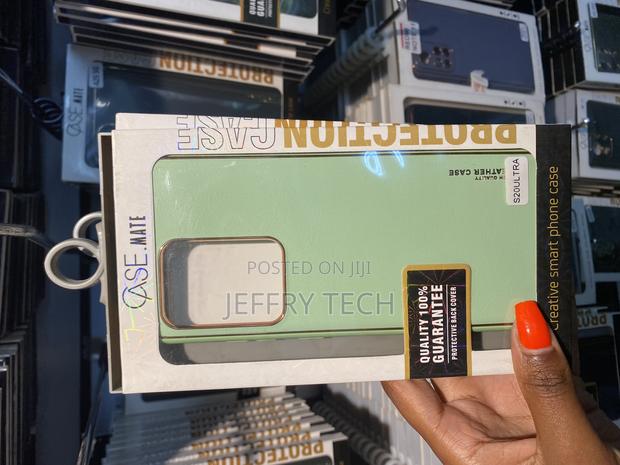 PROTECTION
CASE
H QUALITY
EATHER CASE
S20ULTRA
CASE.MATE
QUALITY 100%
GUARANTEE
PROTECTIVE BACK COVER
creative smart phone case
POSTED ON JIJI
JEFFRY TECH
PROTECTION
CASE.MATE